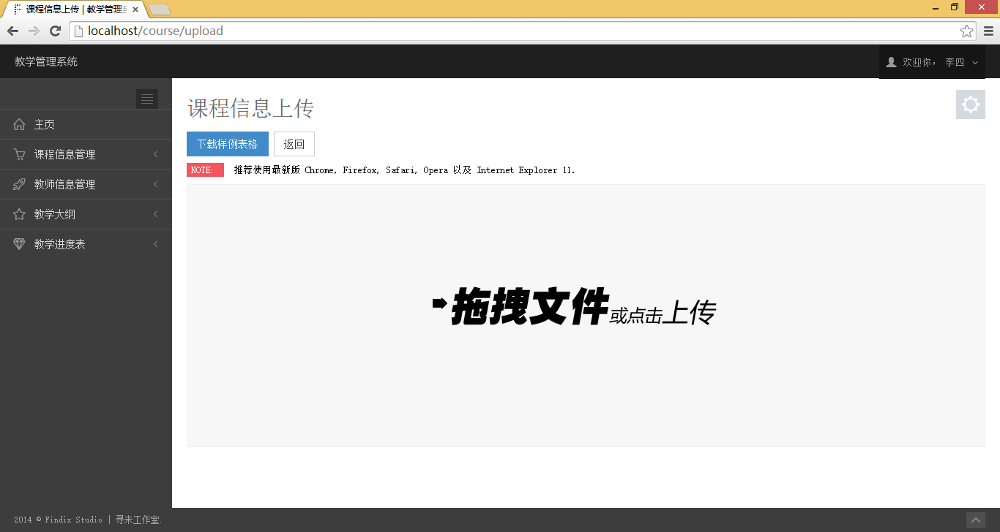 课程信息上传 | 教学管理系
localhost/course/upload
教学管理系统
欢迎你， 李四
主页
课程信息管理
教师信息管理
教学大纲
教学进度表
课程信息上传
下载样例表格 返回
NOTE: 推荐使用最新版 Chrome, Firefox, Safari, Opera 以及 Internet Explorer 11.
拖拽文件或点击上传
2014 © Findix Studio | 寻未工作室.